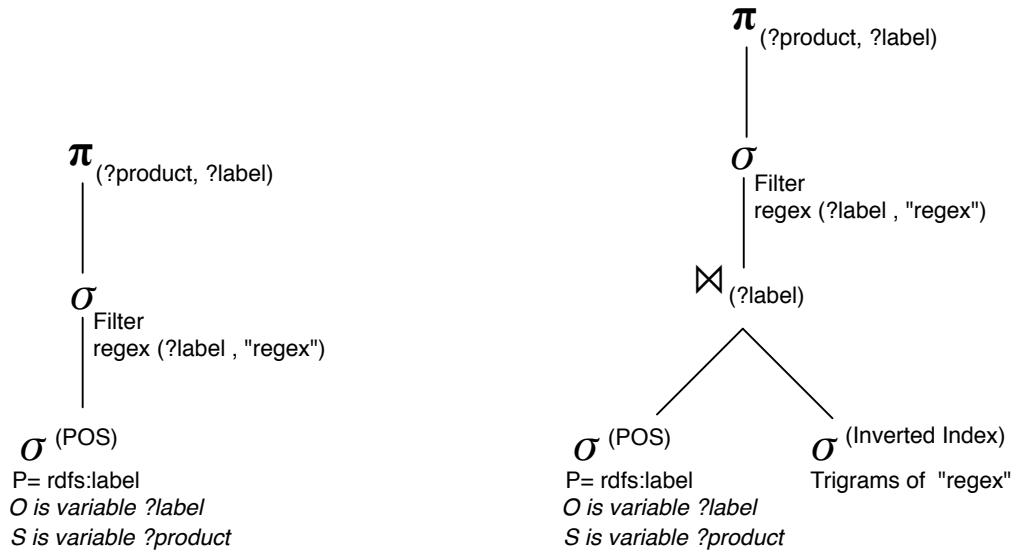 π (?product, ?label)
σ Filter
regex (?label , "regex")
σ (POS)
P= rdfs:label
O is variable ?label
S is variable ?product
π (?product, ?label)
σ Filter
regex (?label , "regex")
⋈ (?label)
σ (POS)
P= rdfs:label
O is variable ?label
S is variable ?product
σ (Inverted Index)
Trigrams of "regex"